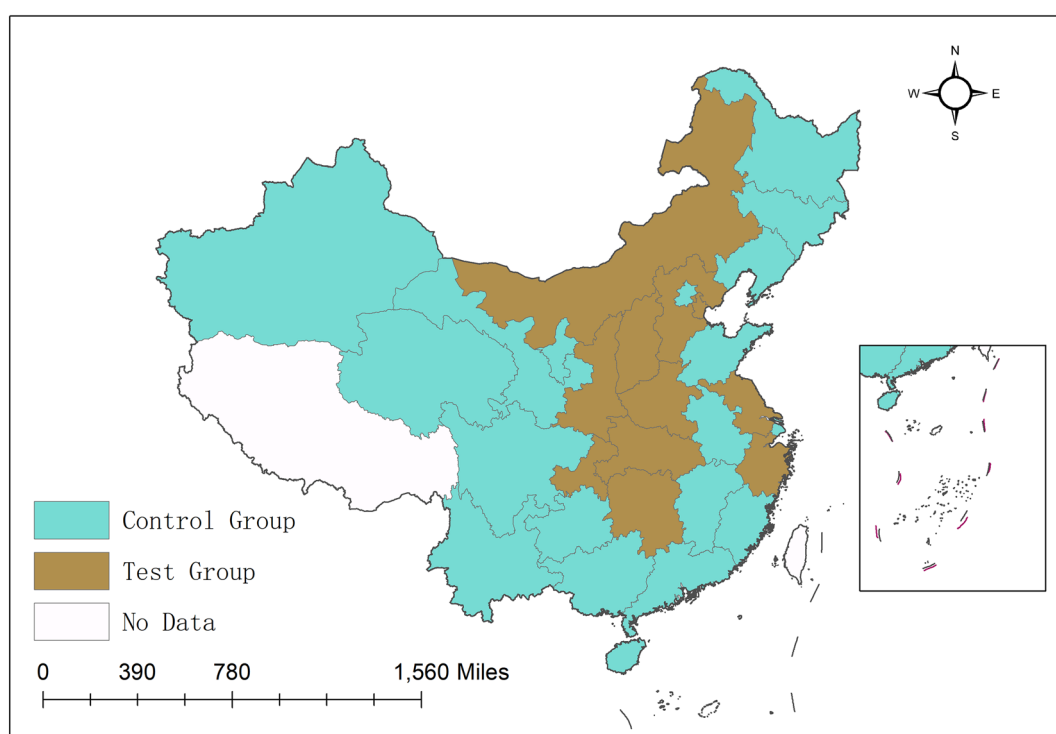 N
W E
S
Control Group
Test Group
No Data
0 390 780 1,560 Miles